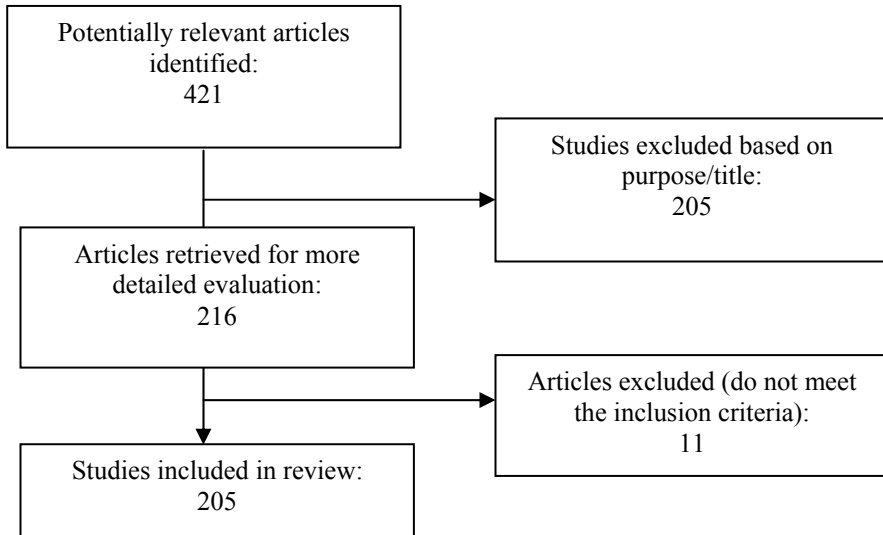 Potentially relevant articles
identified:
421
Studies excluded based on
purpose/title:
205
Articles retrieved for more
detailed evaluation:
216
Articles excluded (do not meet
the inclusion criteria):
11
Studies included in review:
205